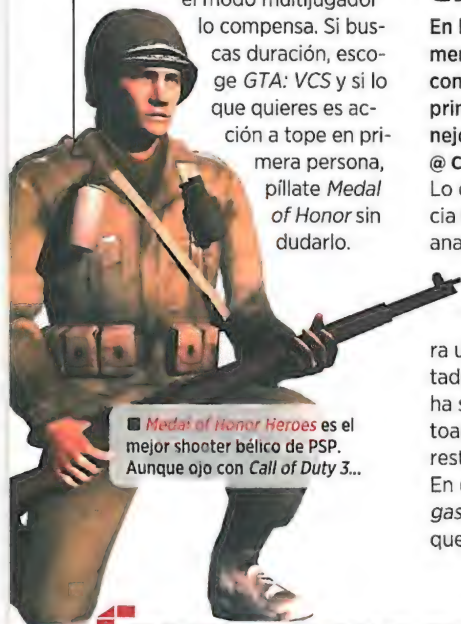 el modo multijugador
lo compensa. Si bus-
cas duración, esco-
ge GTA: VCS y si lo
que quieres es ac-
ción a tope en pri-
mera persona,
píllate Medal
of Honor sin
dudarlo.
■ Medal of Honor Heroes es el
mejor shooter bélico de PSP.
Aunque ojo con Call of Duty 3...
En
mer
con
prin
nejo
@ C
Lo
cia
ana
ra u
tad
ha s
toa
rest
En
gas
que